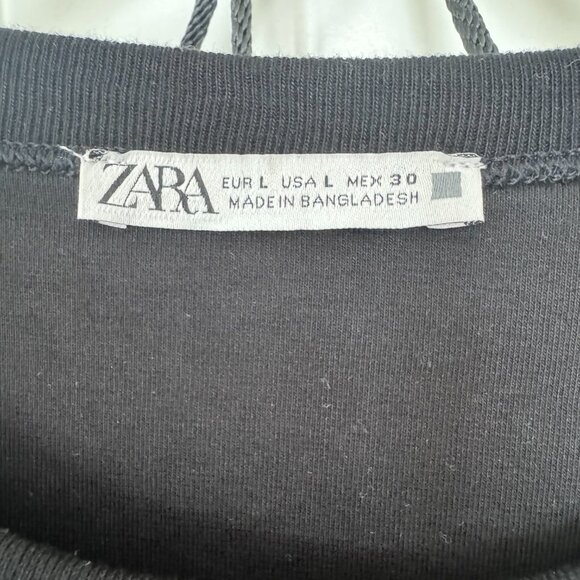 ZARA
EUR L USA L MEX 30
MADE IN BANGLADESH